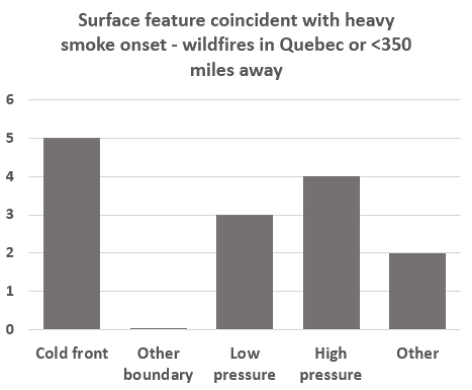 Surface feature coincident with heavy
smoke onset - wildfires in Quebec or <350
miles away
6
5
4
3
2
1
0
Cold front
Other
boundary
Low
pressure
High
pressure
Other